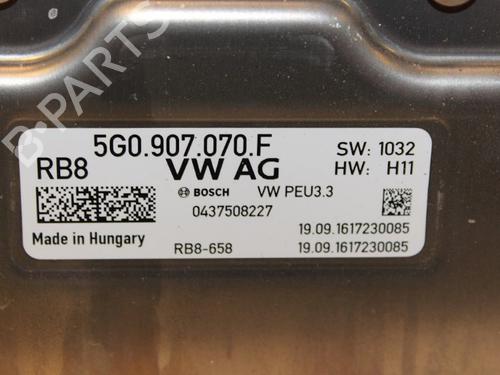 B-PARTS
5G0.907.070.F
SW: 1032
RB8
VW AG
HW: H11
BOSCH
VW PEU3.3
0437508227
Made in Hungary
19.09.1617230085
RB8-658
19.09.1617230085